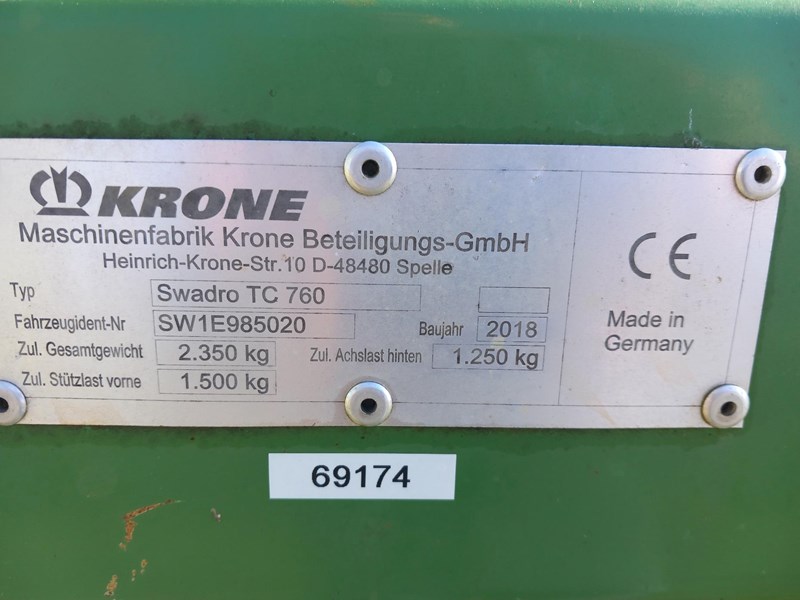 KRONE
Maschinenfabrik Krone Beteiligungs-GmbH
Heinrich-Krone-Str.10 D-48480 Spelle
Typ Swadro TC 760
Fahrzeugident-Nr SW1E985020 Baujahr 2018
Zul. Gesamtgewicht 2.350 kg Zul. Achslast hinten 1.250 kg
Zul. Stützlast vorne 1.500 kg
CE
Made in
Germany
69174